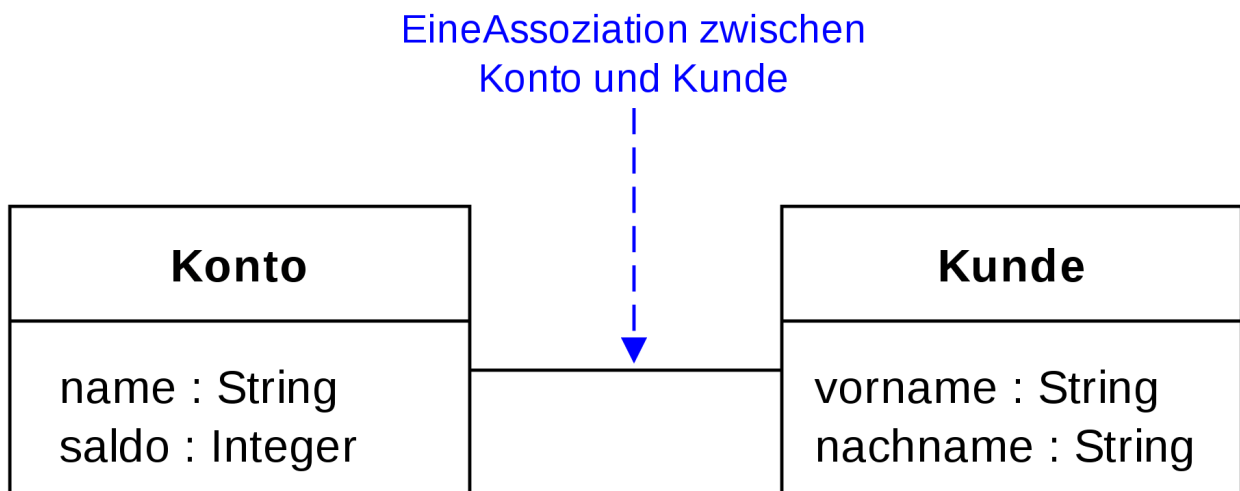 EineAssoziation zwischen
Konto und Kunde
Konto
name : String
saldo : Integer
Kunde
vorname : String
nachname : String